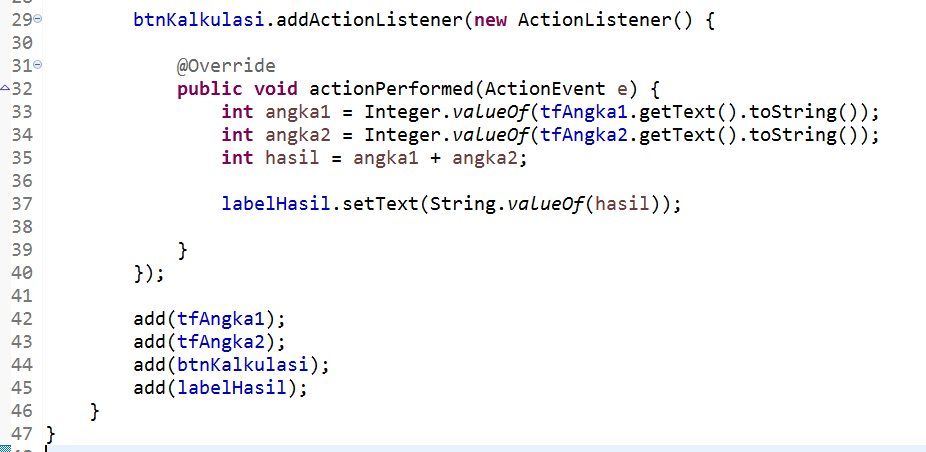 29 btnKalkulasi.addActionListener(new ActionListener() {
30
31 @Override
32 public void actionPerformed(ActionEvent e) {
33 int angka1 = Integer.valueOf(tfAngka1.getText().toString());
34 int angka2 = Integer.valueOf(tfAngka2.getText().toString());
35 int hasil = angka1 + angka2;
36
37 labelHasil.setText(String.valueOf(hasil));
38
39 }
40 });
41
42 add(tfAngka1);
43 add(tfAngka2);
44 add(btnKalkulasi);
45 add(labelHasil);
46 }
47 }